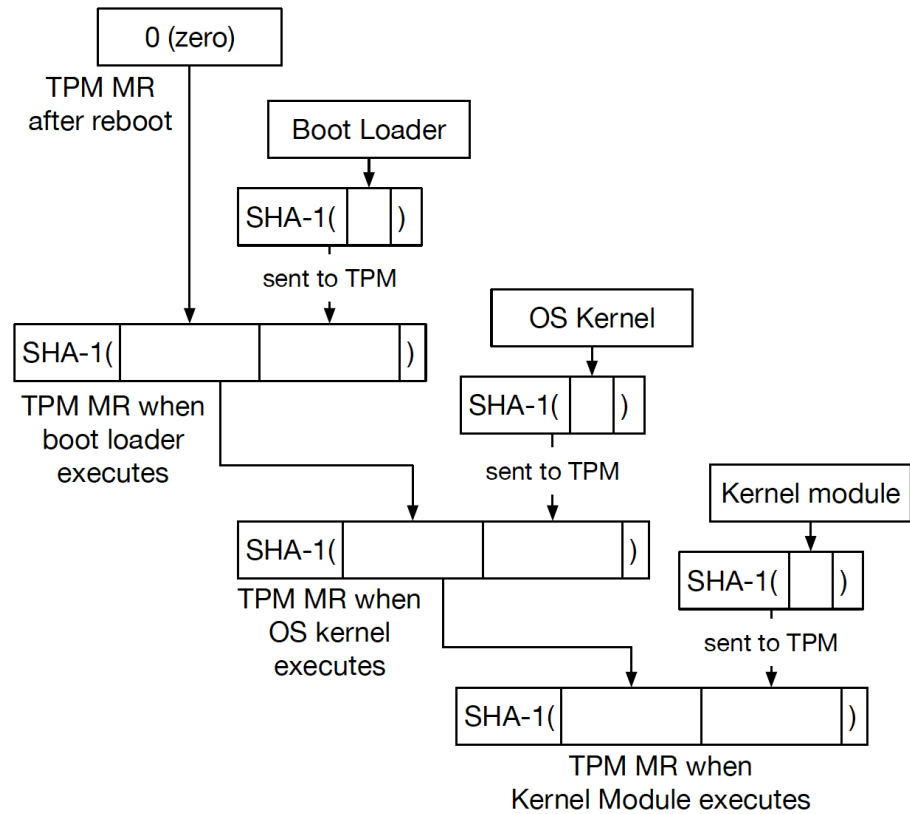 0 (zero)
TPM MR
after reboot
Boot Loader
SHA-1( )
sent to TPM
SHA-1( )
TPM MR when
boot loader
executes
OS Kernel
SHA-1( )
sent to TPM
SHA-1( )
TPM MR when
OS kernel
executes
Kernel module
SHA-1( )
sent to TPM
SHA-1( )
TPM MR when
Kernel Module executes